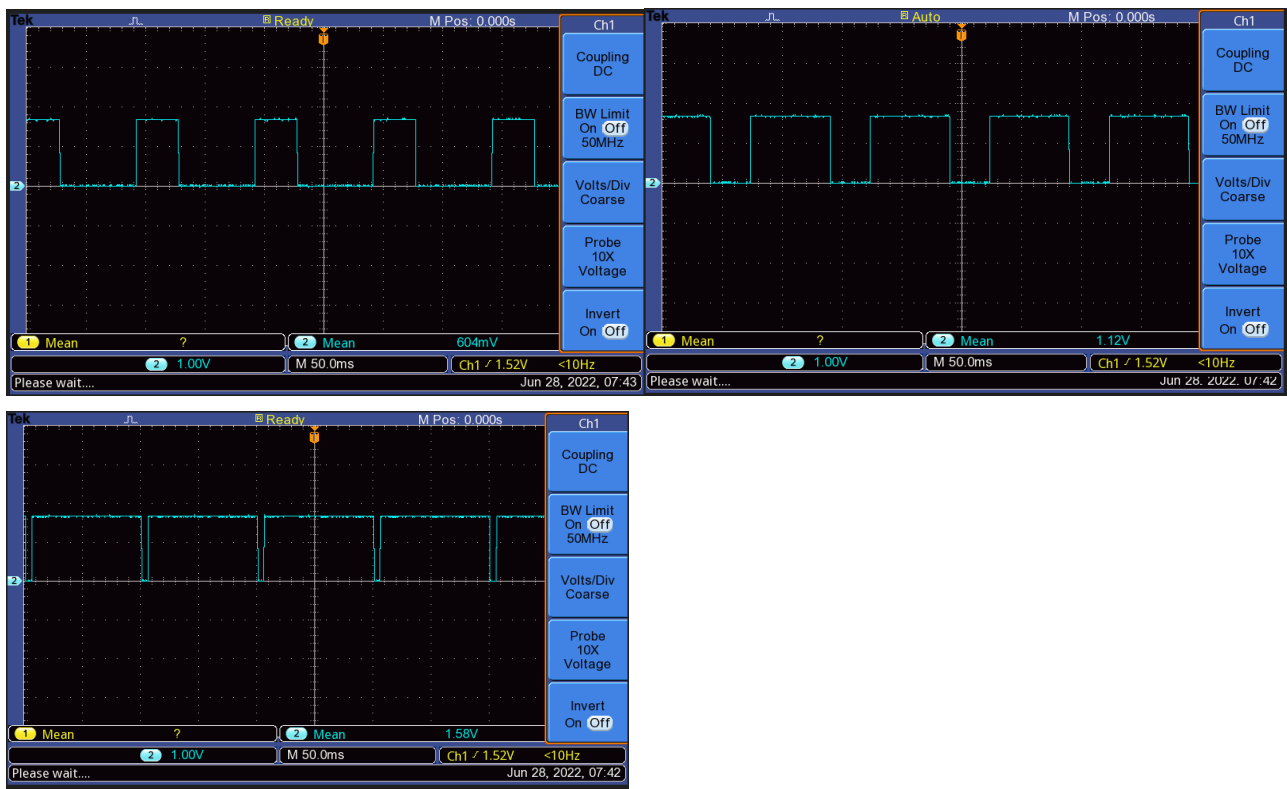 Tek R Ready M Pos: 0.000s
Ch1
Coupling
DC
BW Limit
On Off
50MHz
Volts/Div
Coarse
Probe
10X
Voltage
Invert
On Off
T
2
1 Mean ? 2 Mean 604mV
2 1.00V M 50.0ms Ch1 / 1.52V <10Hz
Please wait.... Jun 28, 2022, 07:43
Tek R Auto M Pos: 0.000s
Ch1
Coupling
DC
BW Limit
On Off
50MHz
Volts/Div
Coarse
Probe
10X
Voltage
Invert
On Off
T
2
1 Mean ? 2 Mean 1.12V
2 1.00V M 50.0ms Ch1 / 1.52V <10Hz
Please wait.... Jun 28, 2022, 07:42
Tek R Ready M Pos: 0.000s
Ch1
Coupling
DC
BW Limit
On Off
50MHz
Volts/Div
Coarse
Probe
10X
Voltage
Invert
On Off
T
2
1 Mean ? 2 Mean 1.58V
2 1.00V M 50.0ms Ch1 / 1.52V <10Hz
Please wait.... Jun 28, 2022, 07:42